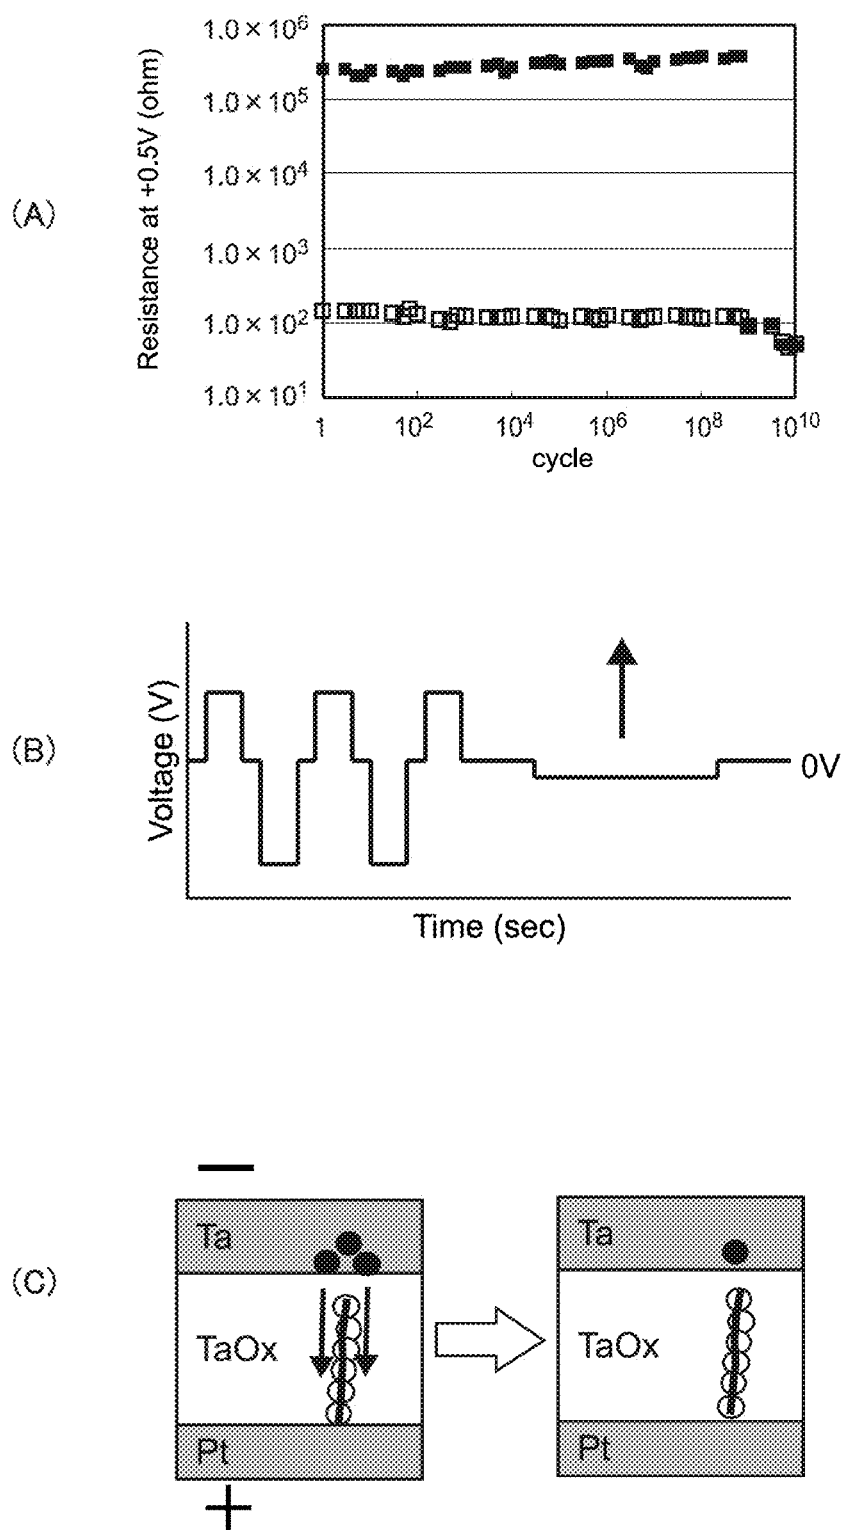 (A)
Resistance at +0.5V (ohm)
1.0 × 10⁶
1.0 × 10⁵
1.0 × 10⁴
1.0 × 10³
1.0 × 10²
1.0 × 10¹
1 10² 10⁴ 10⁶ 10⁸ 10¹⁰
cycle
(B)
Voltage (V)
0V
Time (sec)
(C)
−
Ta Ta
TaOx TaOx
Pt Pt
+